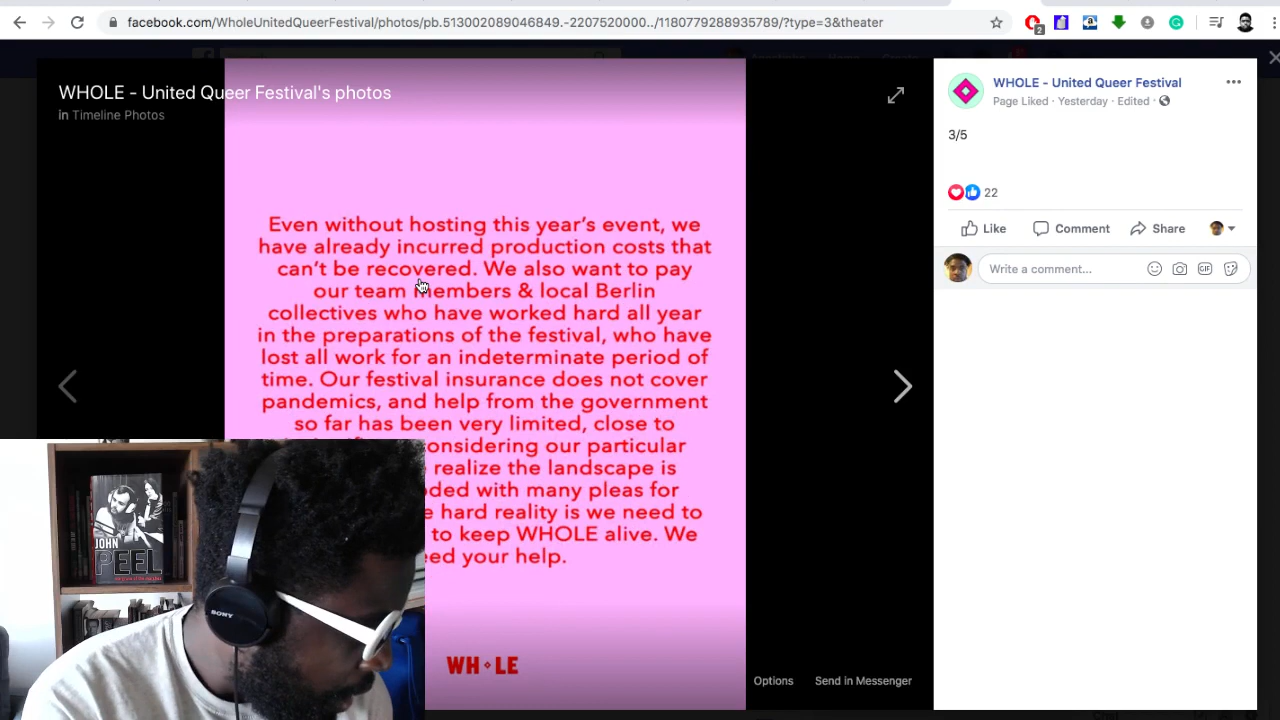 facebook.com/WholeUnitedQueerFestival/photos/pb.513002089046849.-2207520000../1180779288935789/?type=3&theater
2
WHOLE - United Queer Festival's photos
in Timeline Photos
Even without hosting this year's event, we
have already incurred production costs that
can't be recovered. We also want to pay
our team members & local Berlin
collectives who have worked hard all year
in the preparations of the festival, who have
lost all work for an indeterminate period of
time. Our festival insurance does not cover
pandemics, and help from the government
so far has been very limited, close to
considering our particular
realize the landscape is
with many pleas for
hard reality is we need to
to keep WHOLE alive. We
your help.
WH LE
Options Send in Messenger
WHOLE - United Queer Festival
Page Liked · Yesterday · Edited ·
3/5
22
Like Comment Share
Write a comment...
GIF
JOHN
PEEL
SONY